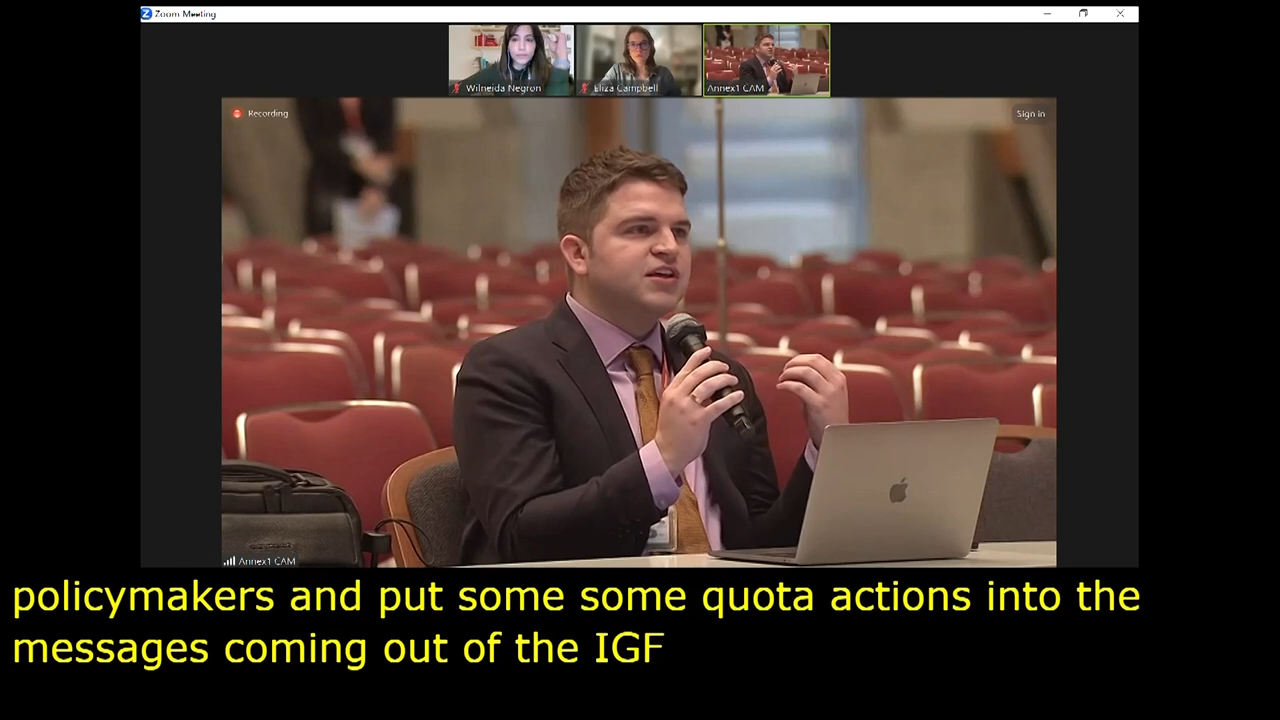 Zoom Meeting
Wilneida Negron
Eliza Campbell
Annex1 CAM
Recording
Sign in
Annex1 CAM
policymakers and put some some quota actions into the
messages coming out of the IGF